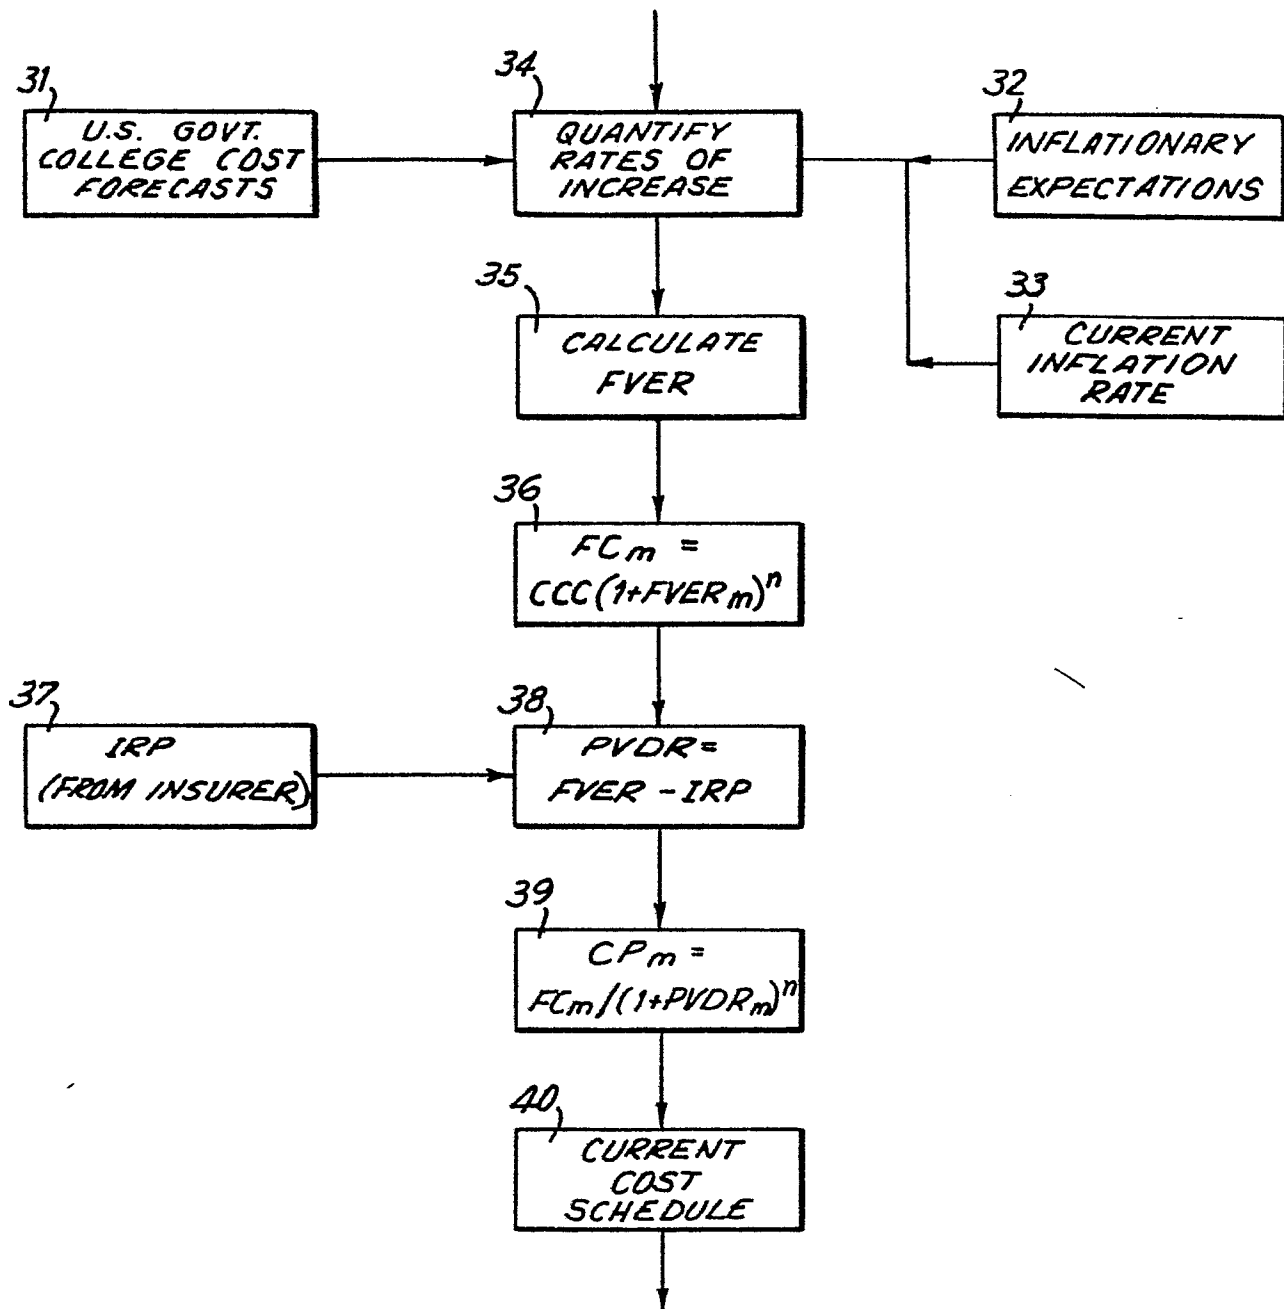 31
U.S. GOVT.
COLLEGE COST
FORECASTS
34
QUANTIFY
RATES OF
INCREASE
32
INFLATIONARY
EXPECTATIONS
35
CALCULATE
FVER
33
CURRENT
INFLATION
RATE
36
FCm =
CCC(1+FVERm)^n
37
IRP
(FROM INSURER)
38
PVDR=
FVER-IRP
39
CPm =
FCm/(1+PVDRm)^n
40
CURRENT
COST
SCHEDULE